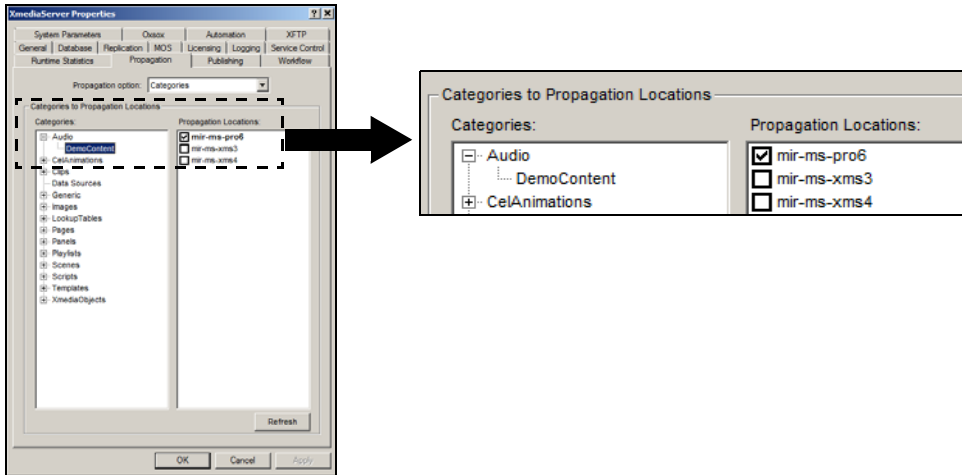 XmediaServer Properties
System Parameters Oxsox Automation XFTP
General Database Replication MOS Licensing Logging Service Control
Runtime Statistics Propagation Publishing Workflow
Propagation option: Categories
Categories to Propagation Locations
Categories: Propagation Locations:
Audio mir-ms-pro6
DemoContent mir-ms-xms3
CelAnimations mir-ms-xms4
Clips
Data Sources
Generic
Images
LookupTables
Pages
Panels
Playlists
Scenes
Scripts
Templates
XmediaObjects
Refresh
OK Cancel Apply
Categories to Propagation Locations
Categories: Propagation Locations:
Audio mir-ms-pro6
DemoContent mir-ms-xms3
CelAnimations mir-ms-xms4